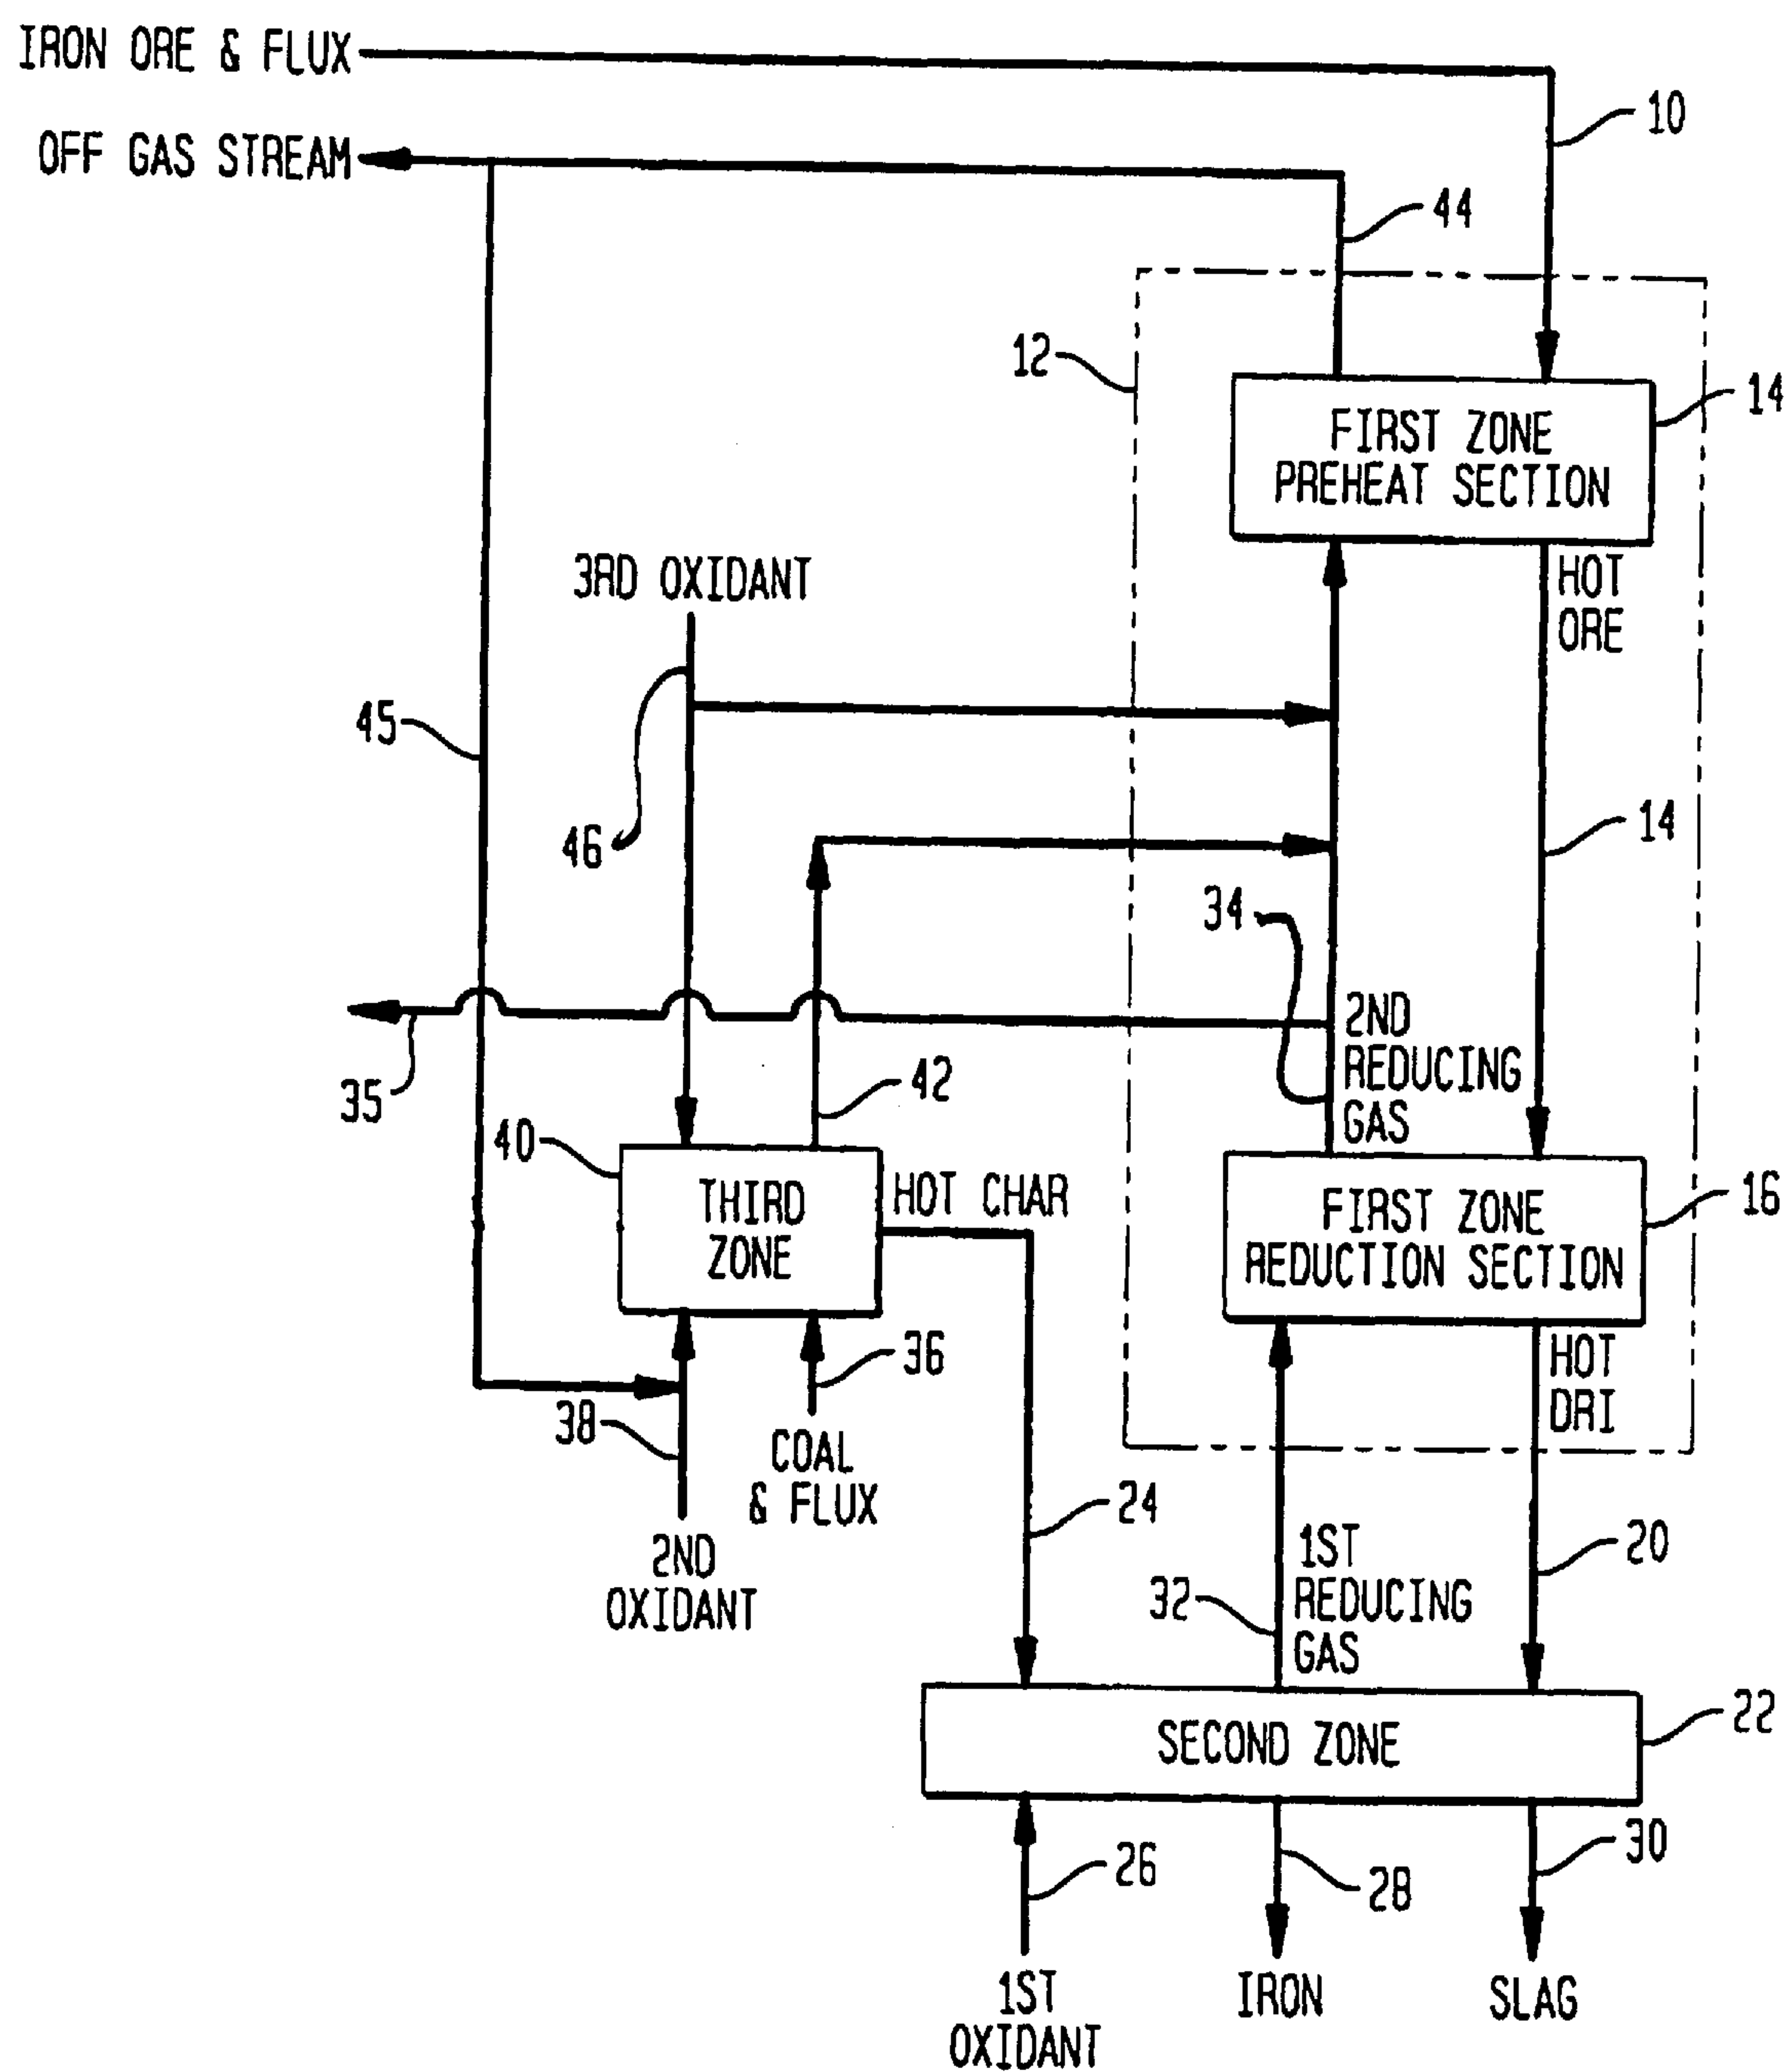 IRON ORE & FLUX
10
OFF GAS STREAM
44
12
14
FIRST ZONE
PREHEAT SECTION
3RD OXIDANT
HOT
ORE
45
46
14
34
35
42
2ND
REDUCING
GAS
40
THIRD
ZONE
HOT CHAR
FIRST ZONE
REDUCTION SECTION
16
36
38
COAL
& FLUX
HOT
DRI
24
20
2ND
OXIDANT
32
1ST
REDUCING
GAS
SECOND ZONE
22
26
28
30
1ST
OXIDANT
IRON
SLAG